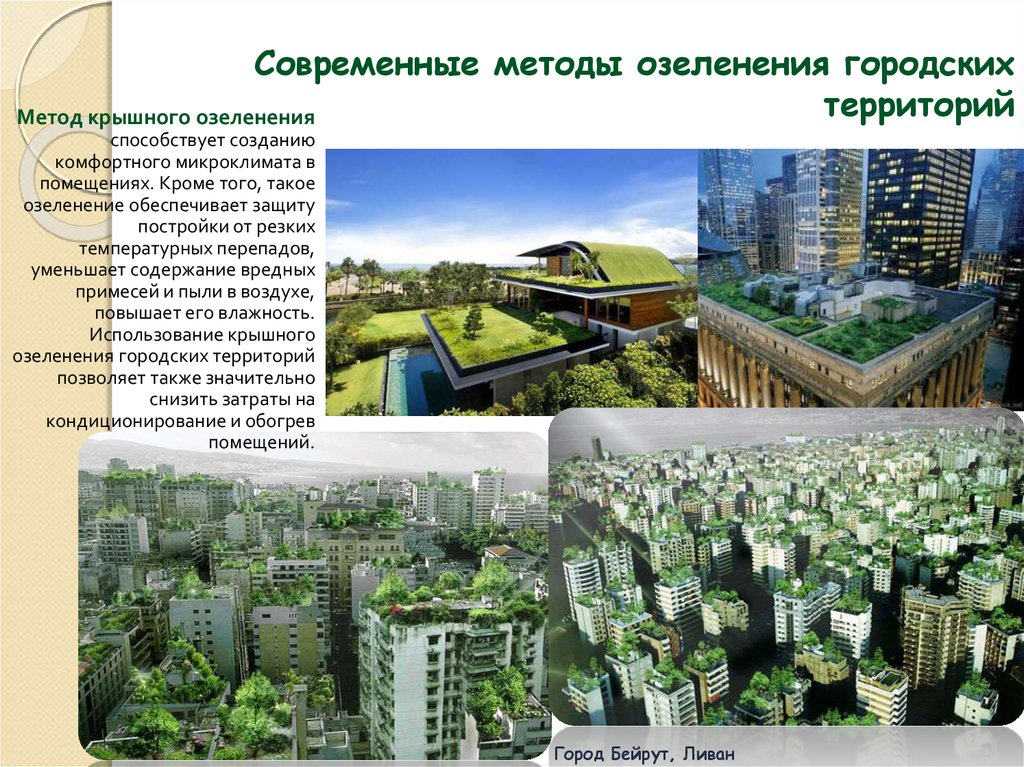 Современные методы озеленения городских
территорий
Метод крышного озеленения
способствует созданию
комфортного микроклимата в
помещениях. Кроме того, такое
озеленение обеспечивает защиту
постройки от резких
температурных перепадов,
уменьшает содержание вредных
примесей и пыли в воздухе,
повышает его влажность.
Использование крышного
озеленения городских территорий
позволяет также значительно
снизить затраты на
кондиционирование и обогрев
помещений.
Город Бейрут, Ливан